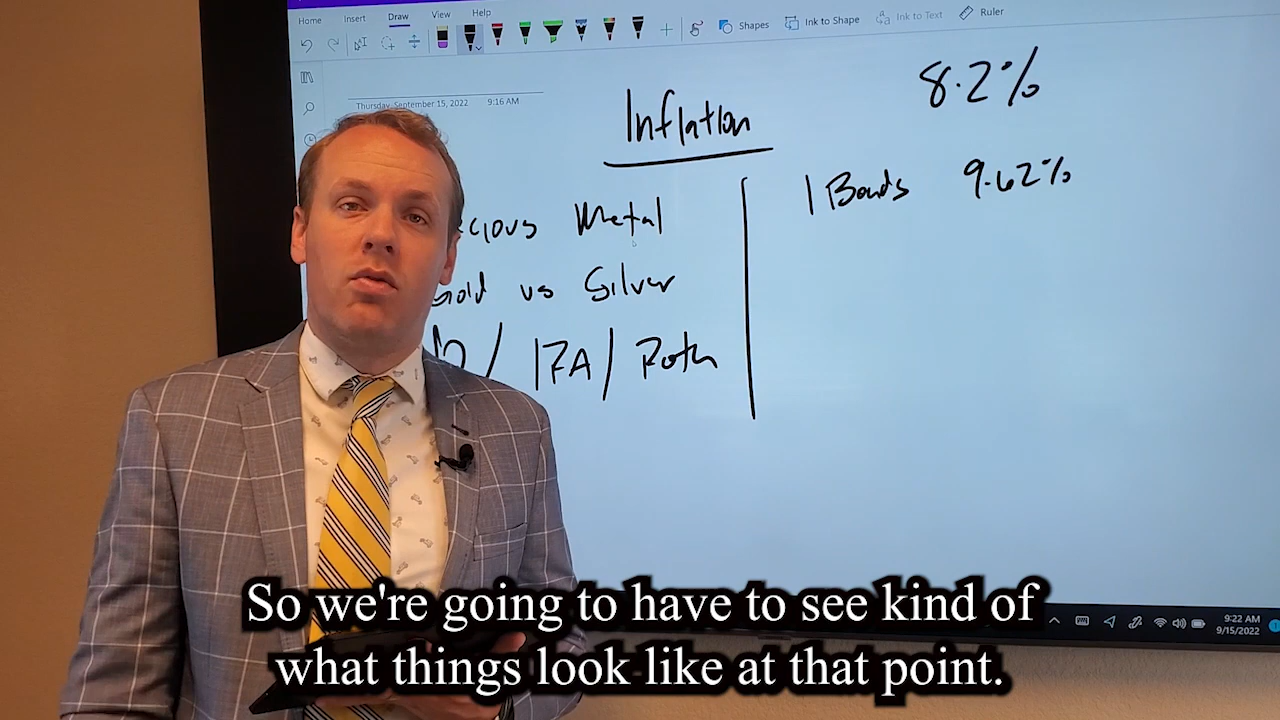 Home Insert Draw View Help
Shapes Ink to Shape Ink to Text Ruler
Thursday, September 15, 2022 9:16 AM
8.2%
Inflation
1 Bonds 9.62%
Metal
vs Silver
/ IRA / Roth
So we're going to have to see kind of
what things look like at that point.
9:22 AM
9/15/2022